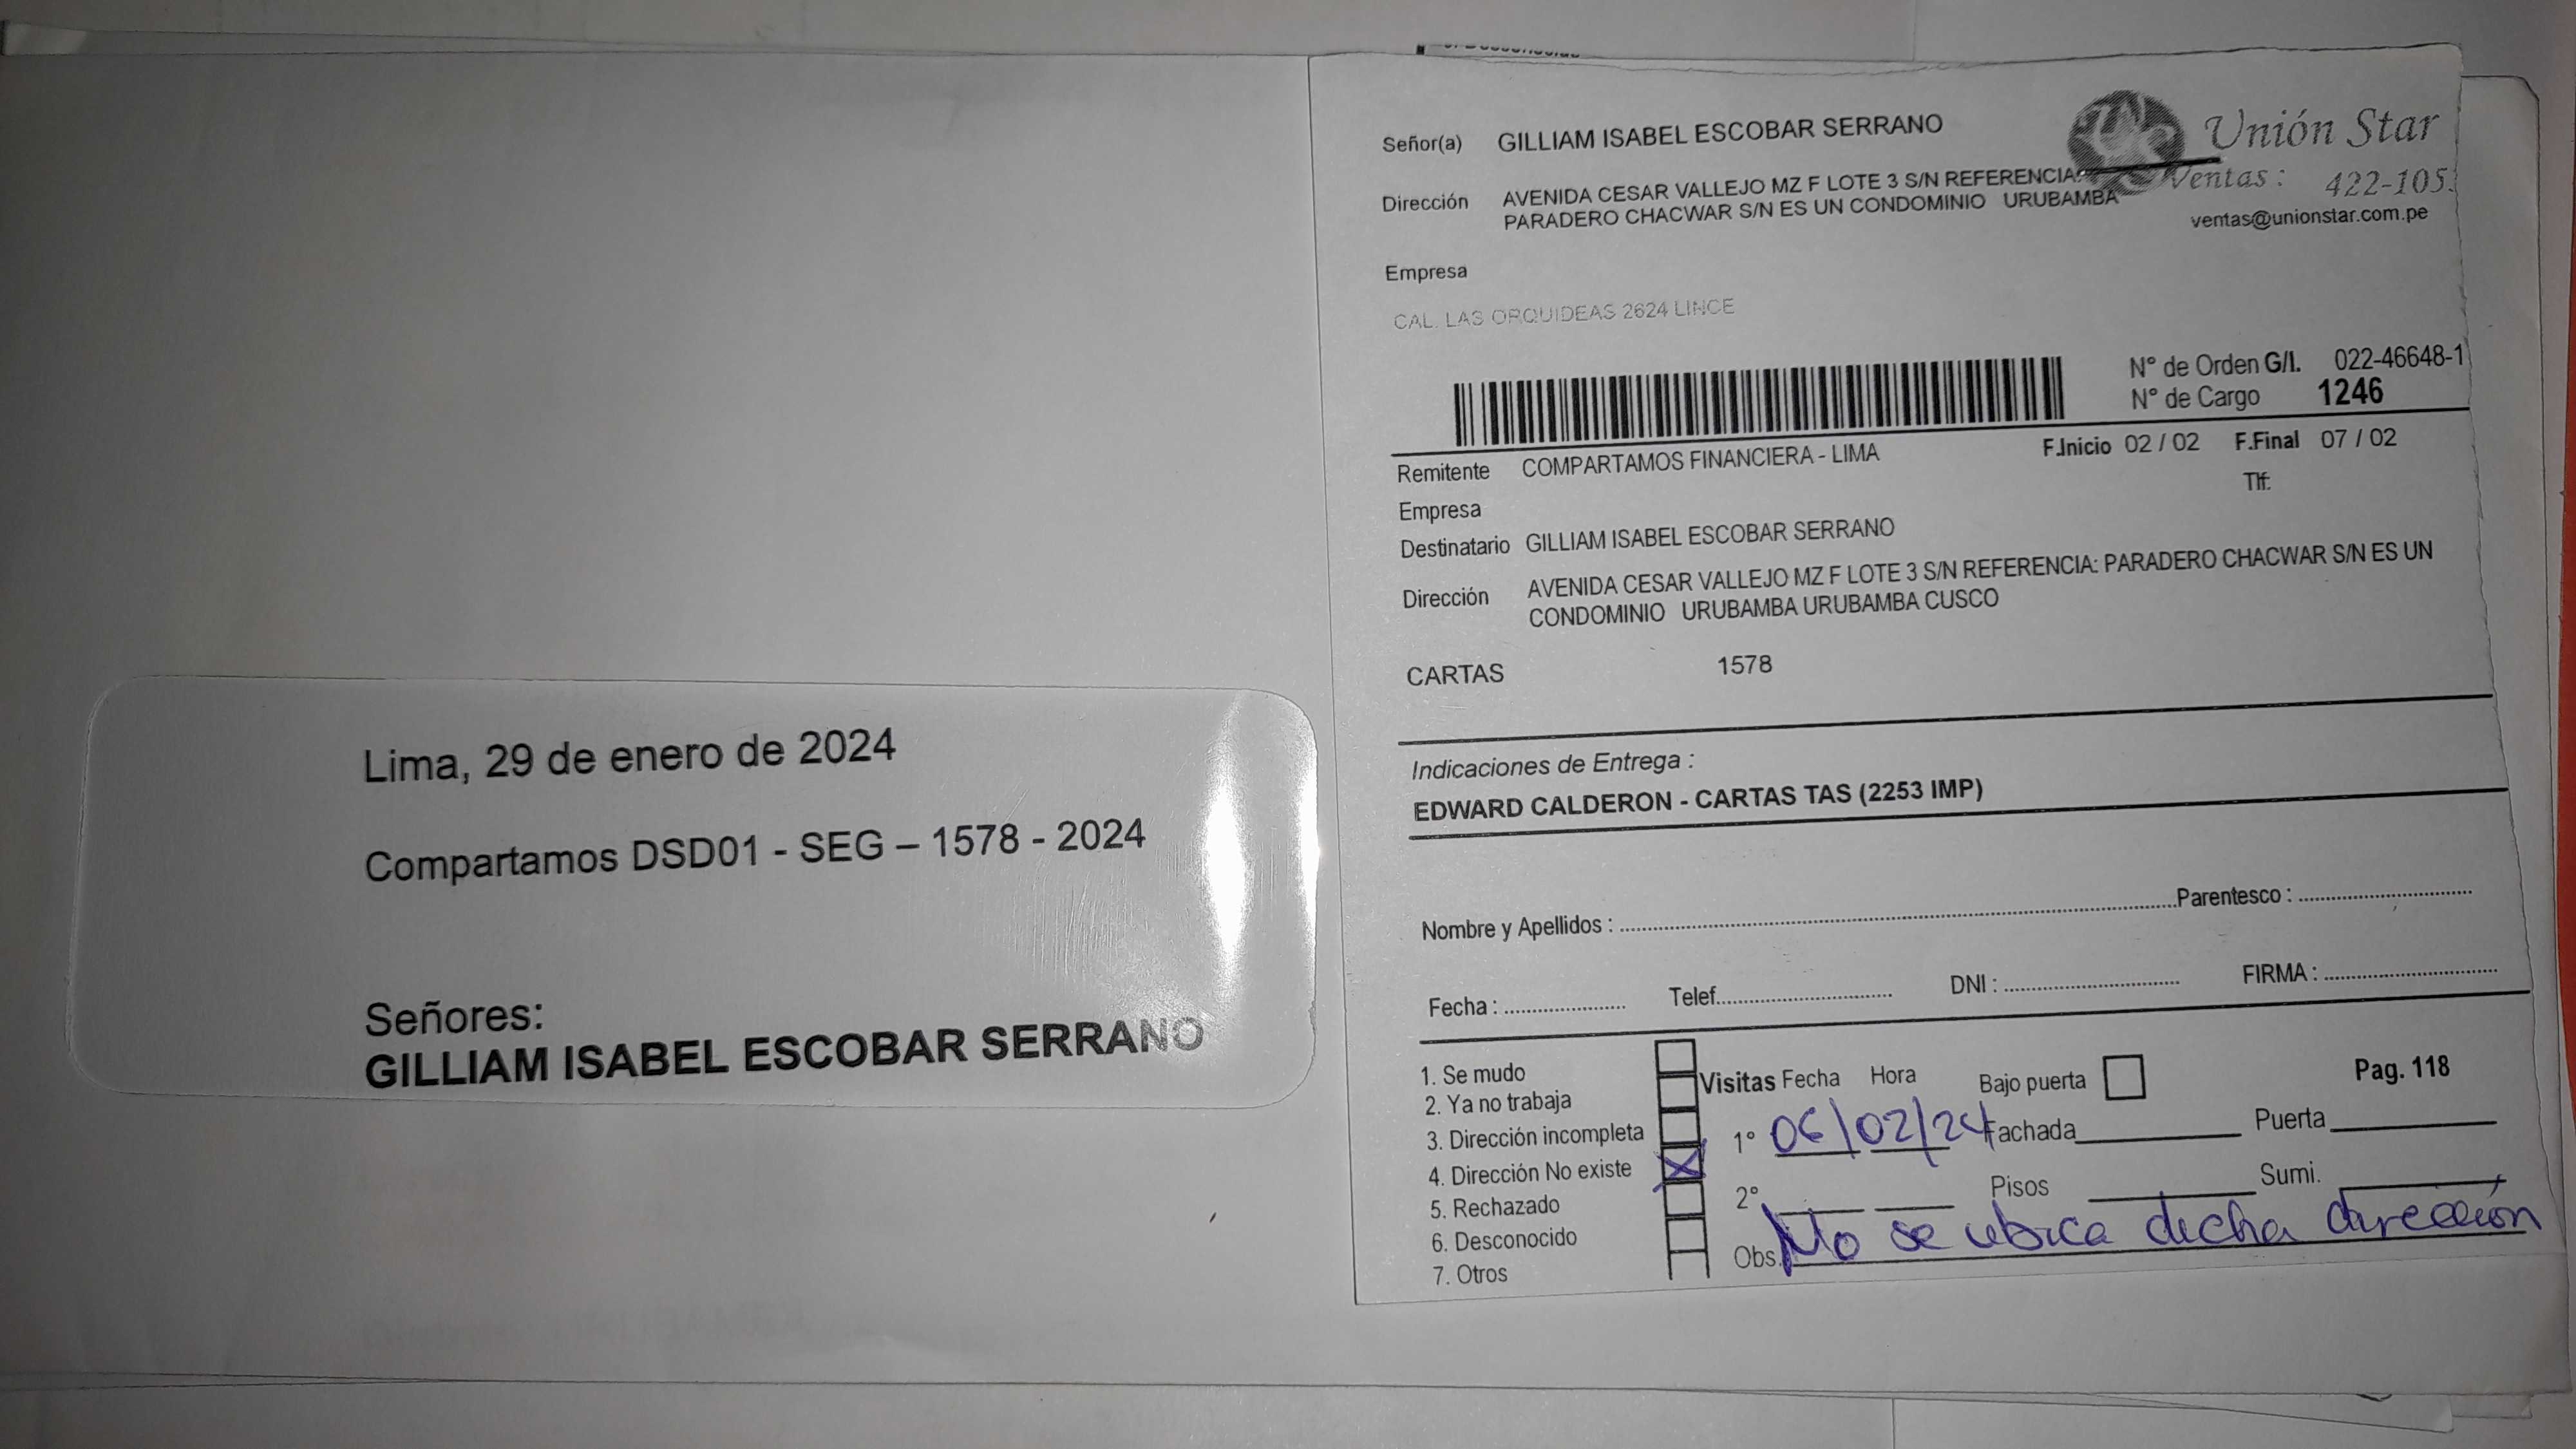 Lima, 29 de enero de 2024
Compartamos DSD01 - SEG – 1578 - 2024
Señores:
GILLIAM ISABEL ESCOBAR SERRANO
Unión Star
Ventas : 422-105
ventas@unionstar.com.pe
Señor(a) GILLIAM ISABEL ESCOBAR SERRANO
Dirección AVENIDA CESAR VALLEJO MZ F LOTE 3 S/N REFERENCIA:
PARADERO CHACWAR S/N ES UN CONDOMINIO URUBAMBA
Empresa
CAL. LAS ORQUIDEAS 2624 LINCE
N° de Orden G/I. 022-46648-1
N° de Cargo 1246
Remitente COMPARTAMOS FINANCIERA - LIMA F.Inicio 02 / 02 F.Final 07 / 02
Empresa Tlf:
Destinatario GILLIAM ISABEL ESCOBAR SERRANO
Dirección AVENIDA CESAR VALLEJO MZ F LOTE 3 S/N REFERENCIA: PARADERO CHACWAR S/N ES UN
CONDOMINIO URUBAMBA URUBAMBA CUSCO
CARTAS 1578
Indicaciones de Entrega :
EDWARD CALDERON - CARTAS TAS (2253 IMP)
Nombre y Apellidos : Parentesco :
Fecha : Telef. DNI : FIRMA :
1. Se mudo
2. Ya no trabaja
3. Dirección incompleta
4. Dirección No existe X
5. Rechazado
6. Desconocido
7. Otros
Visitas Fecha Hora Bajo puerta Pag. 118
1° 06/02/24 Fachada Puerta
2° Pisos Sumi.
Obs. No se ubica dicha dirección